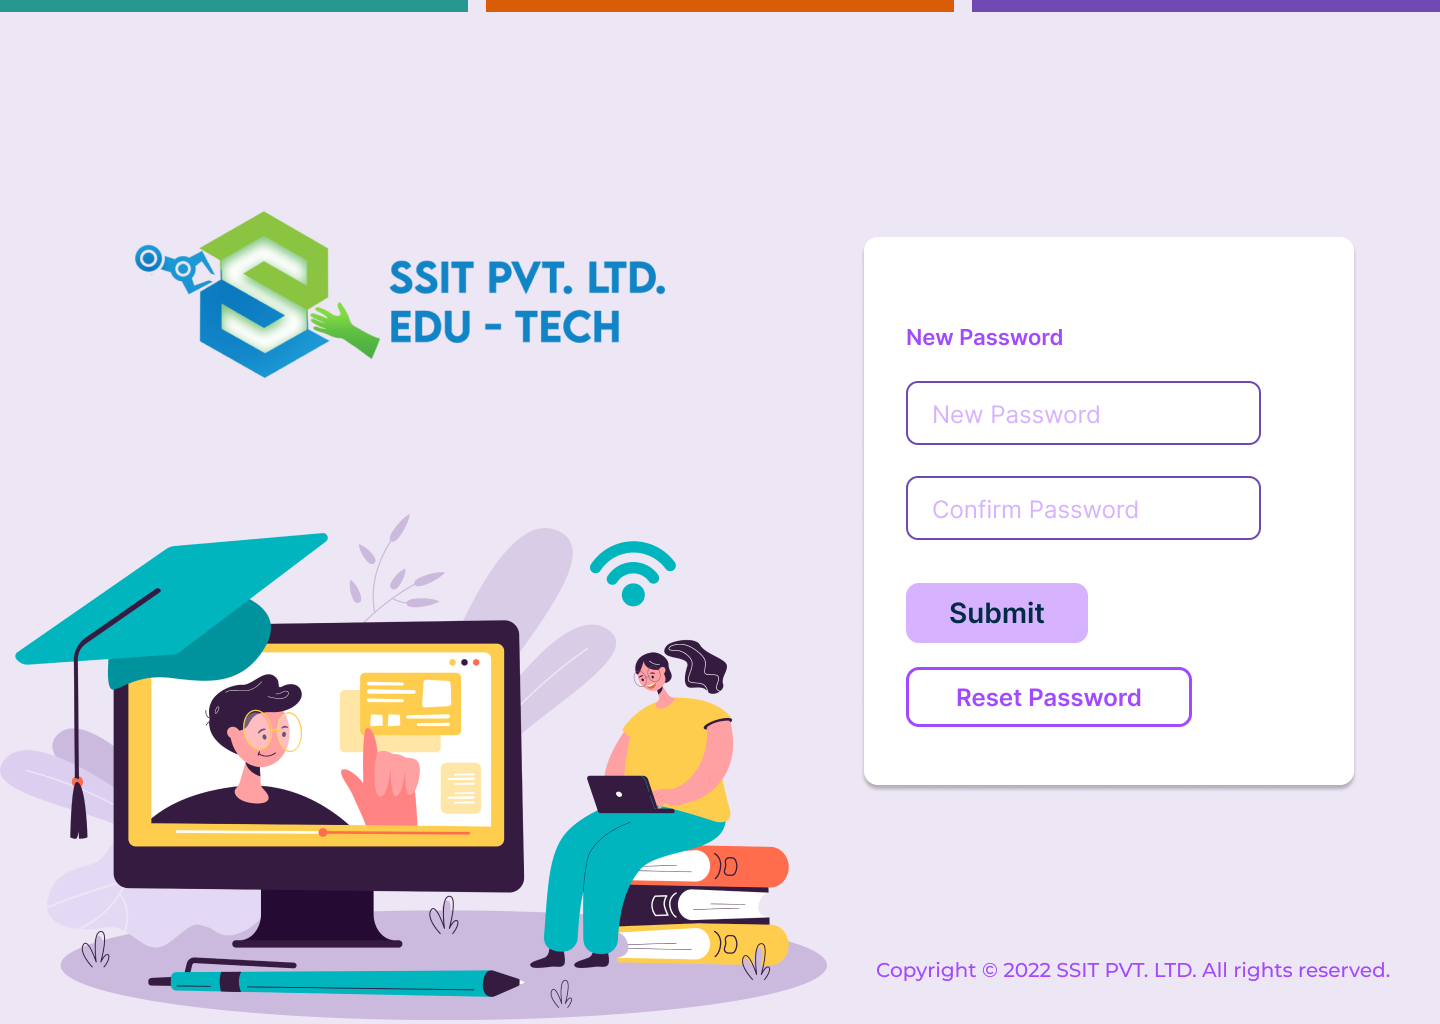 SSIT PVT. LTD.
EDU - TECH
New Password
New Password
Confirm Password
Submit
Reset Password
Copyright © 2022 SSIT PVT. LTD. All rights reserved.